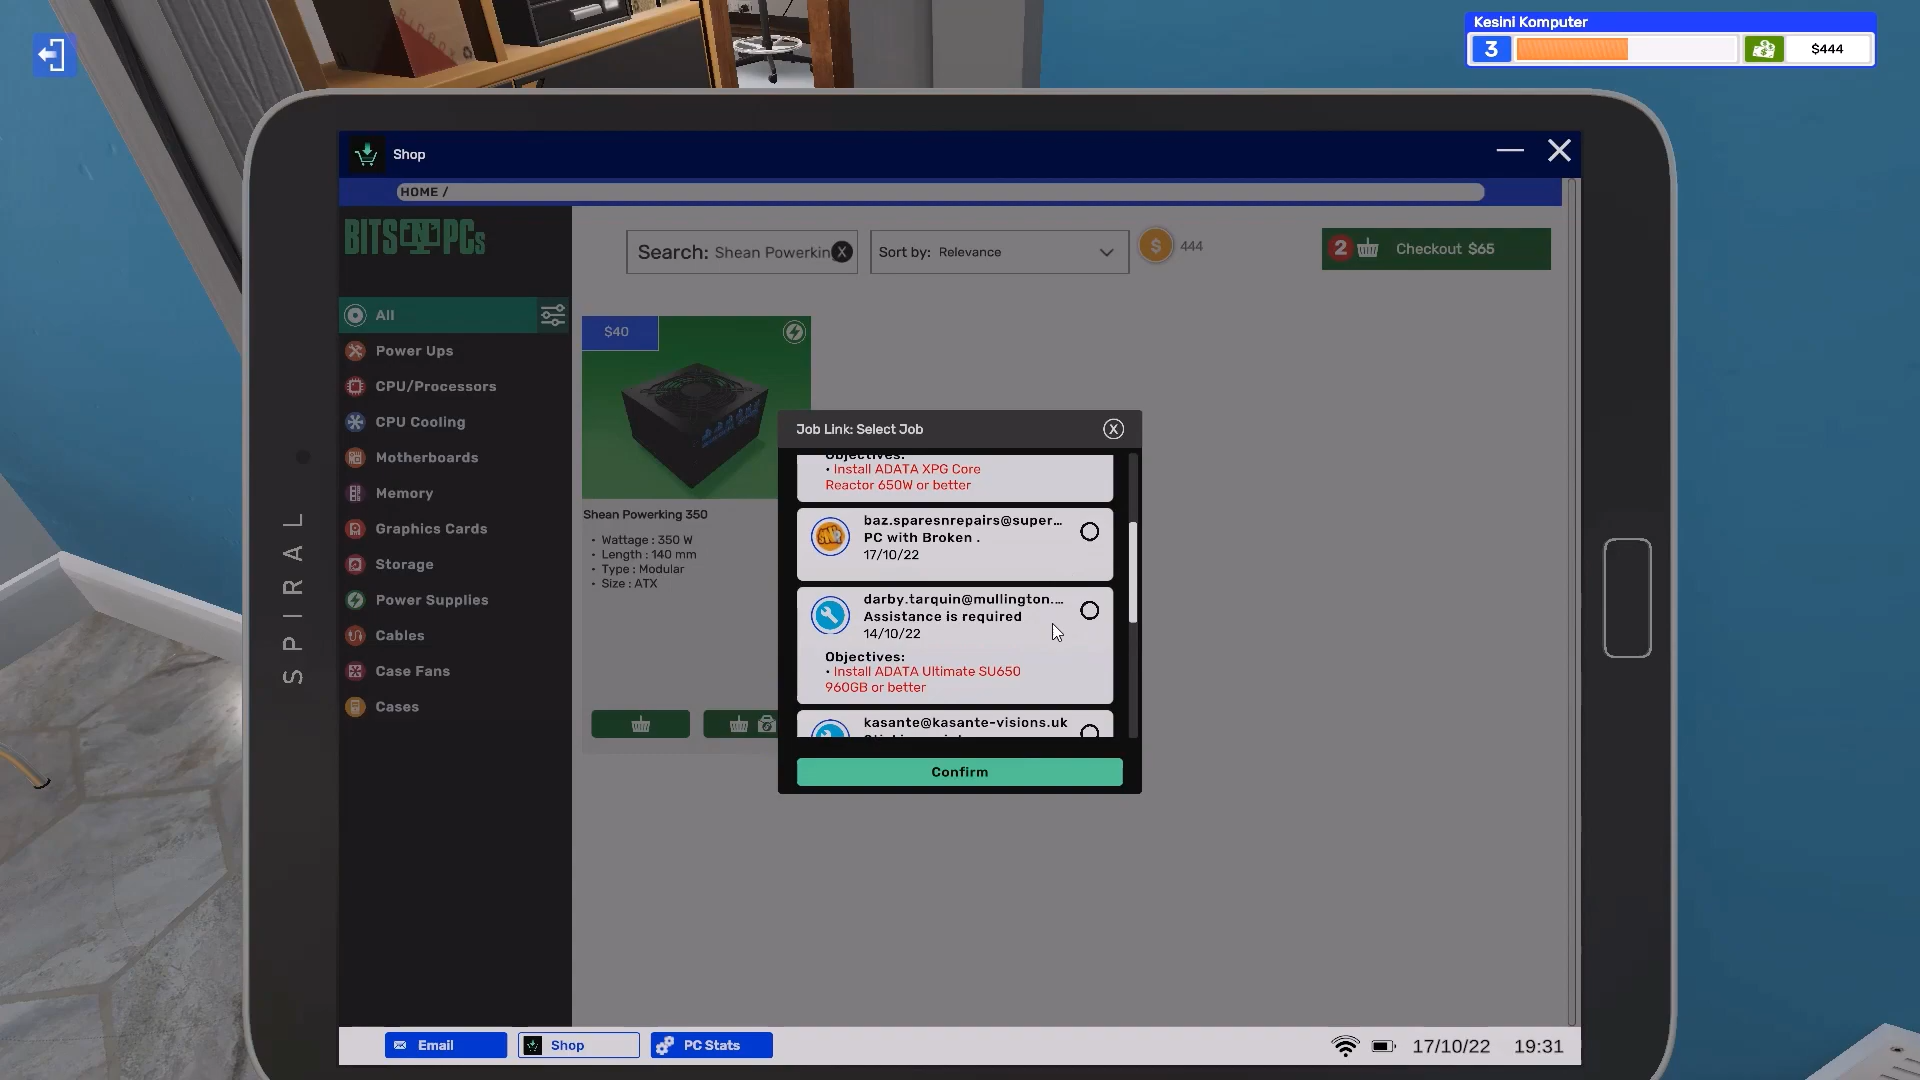 Kesini Komputer
3
$444
Shop
HOME /
BITSENPCs
Search: Shean Powerkin
X
Sort by: Relevance
$
444
2
Checkout $65
All
Power Ups
CPU/Processors
CPU Cooling
Motherboards
Memory
Graphics Cards
Storage
Power Supplies
Cables
Case Fans
Cases
$40
Shean Powerking 350
• Wattage : 350 W
• Length : 140 mm
• Type : Modular
• Size : ATX
Job Link: Select Job
X
Objectives:
• Install ADATA XPG Core
Reactor 650W or better
baz.sparesnrepairs@super...
PC with Broken .
17/10/22
darby.tarquin@mullington....
Assistance is required
14/10/22
Objectives:
• Install ADATA Ultimate SU650
960GB or better
kasante@kasante-visions.uk
Confirm
SPIRAL
Email
Shop
PC Stats
17/10/22
19:31